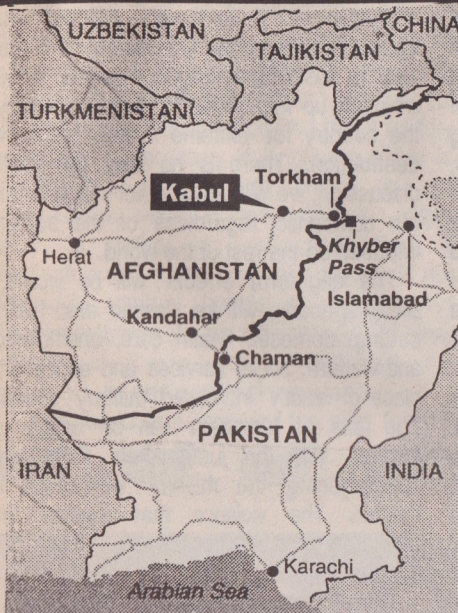 UZBEKISTAN
CHINA
TAJIKISTAN
TURKMENISTAN
Torkham
Kabul
Khyber
Pass
Herat
AFGHANISTAN
Islamabad
Kandahar
Chaman
PAKISTAN
IRAN
INDIA
Karachi
Arabian Sea